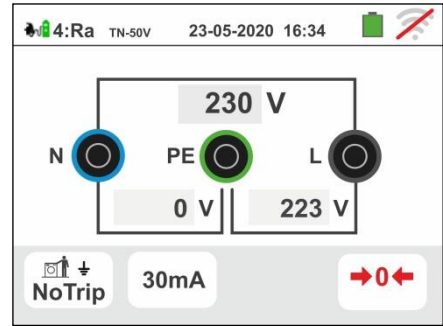 4:Ra TN-50V 23-05-2020 16:34
230 V
N PE L
0 V 223 V
NoTrip 30mA →0←